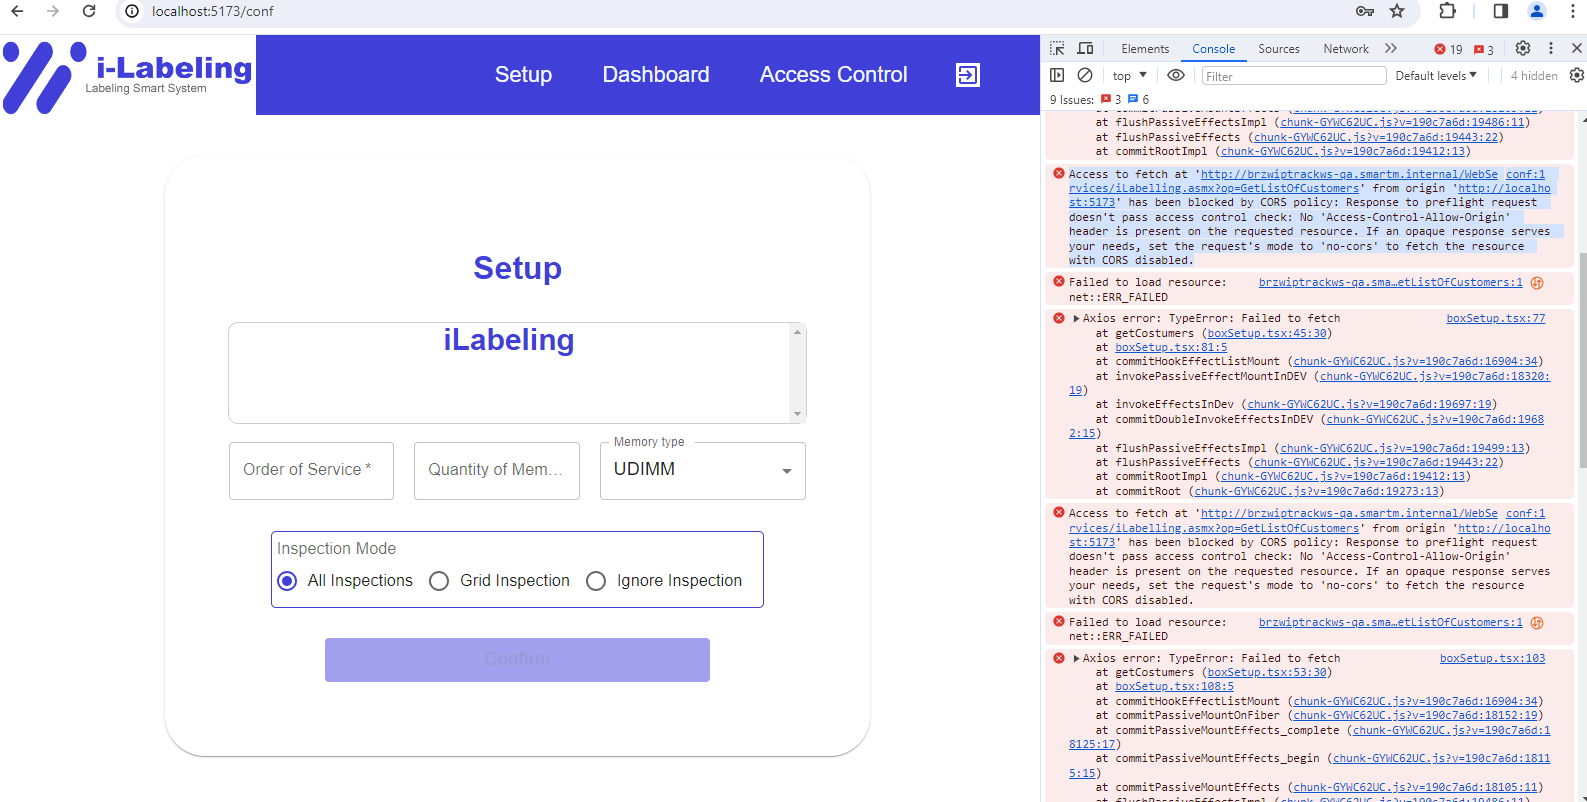 localhost:5173/conf
i-Labeling
Labeling Smart System
Setup Dashboard Access Control
Setup
iLabeling
Order of Service *
Quantity of Mem...
Memory type
UDIMM
Inspection Mode
All Inspections Grid Inspection Ignore Inspection
Confirm
Elements Console Sources Network 19 3
top Filter Default levels 4 hidden
9 Issues: 3 6
at flushPassiveEffectsImpl (chunk-GYWC62UC.js?v=190c7a6d:19486:11)
at flushPassiveEffects (chunk-GYWC62UC.js?v=190c7a6d:19443:22)
at commitRootImpl (chunk-GYWC62UC.js?v=190c7a6d:19412:13)
Access to fetch at 'http://brzwiptrackws-qa.smartm.internal/WebSe conf:1
rvices/iLabelling.asmx?op=GetListOfCustomers' from origin 'http://localho
st:5173' has been blocked by CORS policy: Response to preflight request
doesn't pass access control check: No 'Access-Control-Allow-Origin'
header is present on the requested resource. If an opaque response serves
your needs, set the request's mode to 'no-cors' to fetch the resource
with CORS disabled.
Failed to load resource: brzwiptrackws-qa.sma…etListOfCustomers:1
net::ERR_FAILED
Axios error: TypeError: Failed to fetch boxSetup.tsx:77
at getCostumers (boxSetup.tsx:45:30)
at boxSetup.tsx:81:5
at commitHookEffectListMount (chunk-GYWC62UC.js?v=190c7a6d:16904:34)
at invokePassiveEffectMountInDEV (chunk-GYWC62UC.js?v=190c7a6d:18320:
19)
at invokeEffectsInDev (chunk-GYWC62UC.js?v=190c7a6d:19697:19)
at commitDoubleInvokeEffectsInDEV (chunk-GYWC62UC.js?v=190c7a6d:1968
2:15)
at flushPassiveEffectsImpl (chunk-GYWC62UC.js?v=190c7a6d:19499:13)
at flushPassiveEffects (chunk-GYWC62UC.js?v=190c7a6d:19443:22)
at commitRootImpl (chunk-GYWC62UC.js?v=190c7a6d:19412:13)
at commitRoot (chunk-GYWC62UC.js?v=190c7a6d:19273:13)
Access to fetch at 'http://brzwiptrackws-qa.smartm.internal/WebSe conf:1
rvices/iLabelling.asmx?op=GetListOfCustomers' from origin 'http://localho
st:5173' has been blocked by CORS policy: Response to preflight request
doesn't pass access control check: No 'Access-Control-Allow-Origin'
header is present on the requested resource. If an opaque response serves
your needs, set the request's mode to 'no-cors' to fetch the resource
with CORS disabled.
Failed to load resource: brzwiptrackws-qa.sma…etListOfCustomers:1
net::ERR_FAILED
Axios error: TypeError: Failed to fetch boxSetup.tsx:103
at getCostumers (boxSetup.tsx:53:30)
at boxSetup.tsx:108:5
at commitHookEffectListMount (chunk-GYWC62UC.js?v=190c7a6d:16904:34)
at commitPassiveMountOnFiber (chunk-GYWC62UC.js?v=190c7a6d:18152:19)
at commitPassiveMountEffects_complete (chunk-GYWC62UC.js?v=190c7a6d:1
8125:17)
at commitPassiveMountEffects_begin (chunk-GYWC62UC.js?v=190c7a6d:1811
5:15)
at commitPassiveMountEffects (chunk-GYWC62UC.js?v=190c7a6d:18105:11)